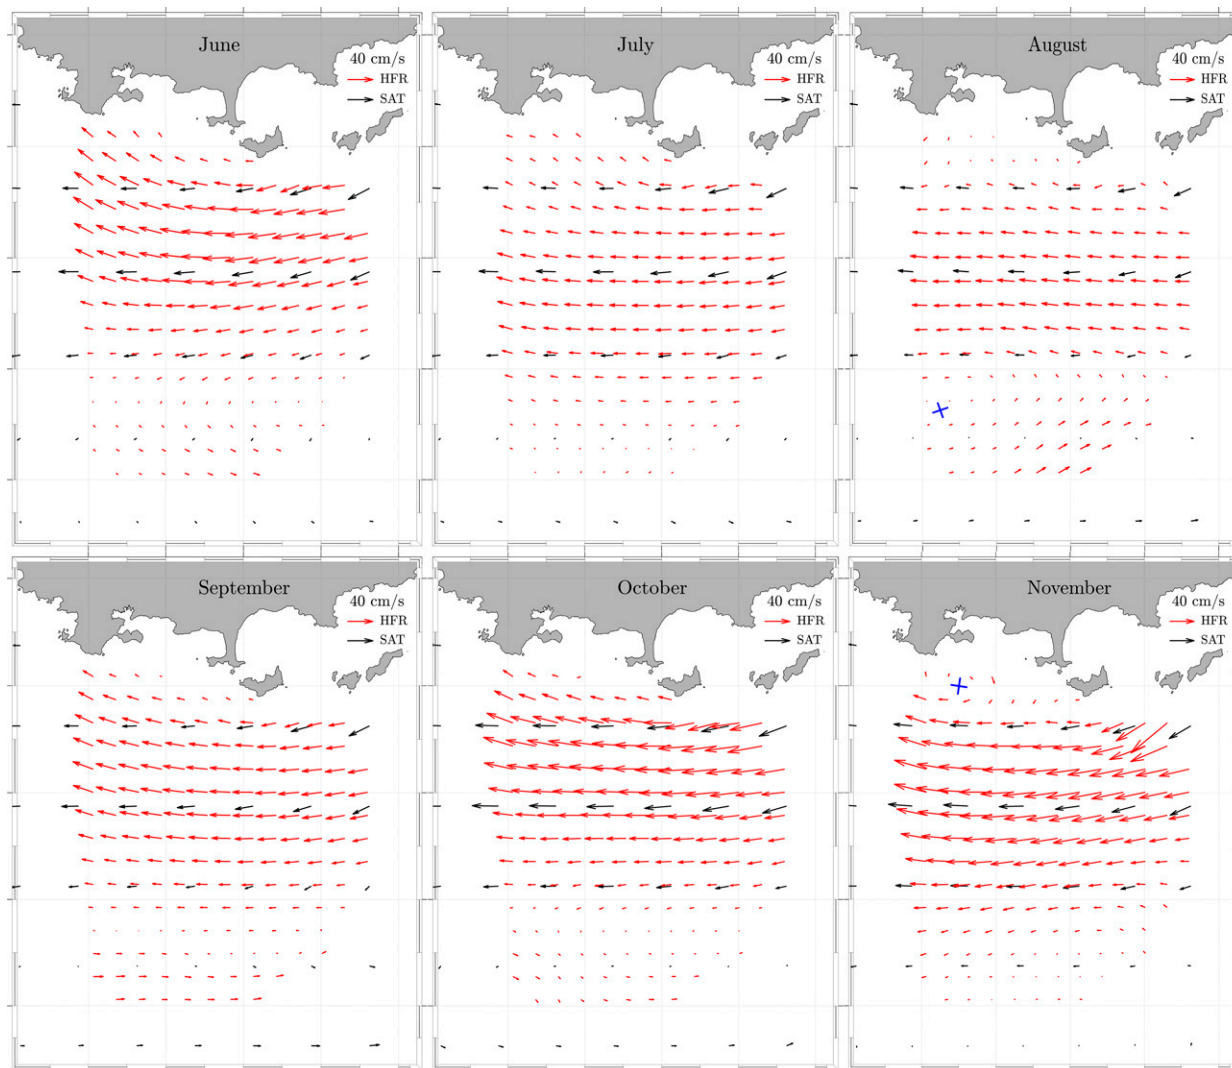 June
40 cm/s
HFR
SAT
July
40 cm/s
HFR
SAT
August
40 cm/s
HFR
SAT
September
40 cm/s
HFR
SAT
October
40 cm/s
HFR
SAT
November
40 cm/s
HFR
SAT